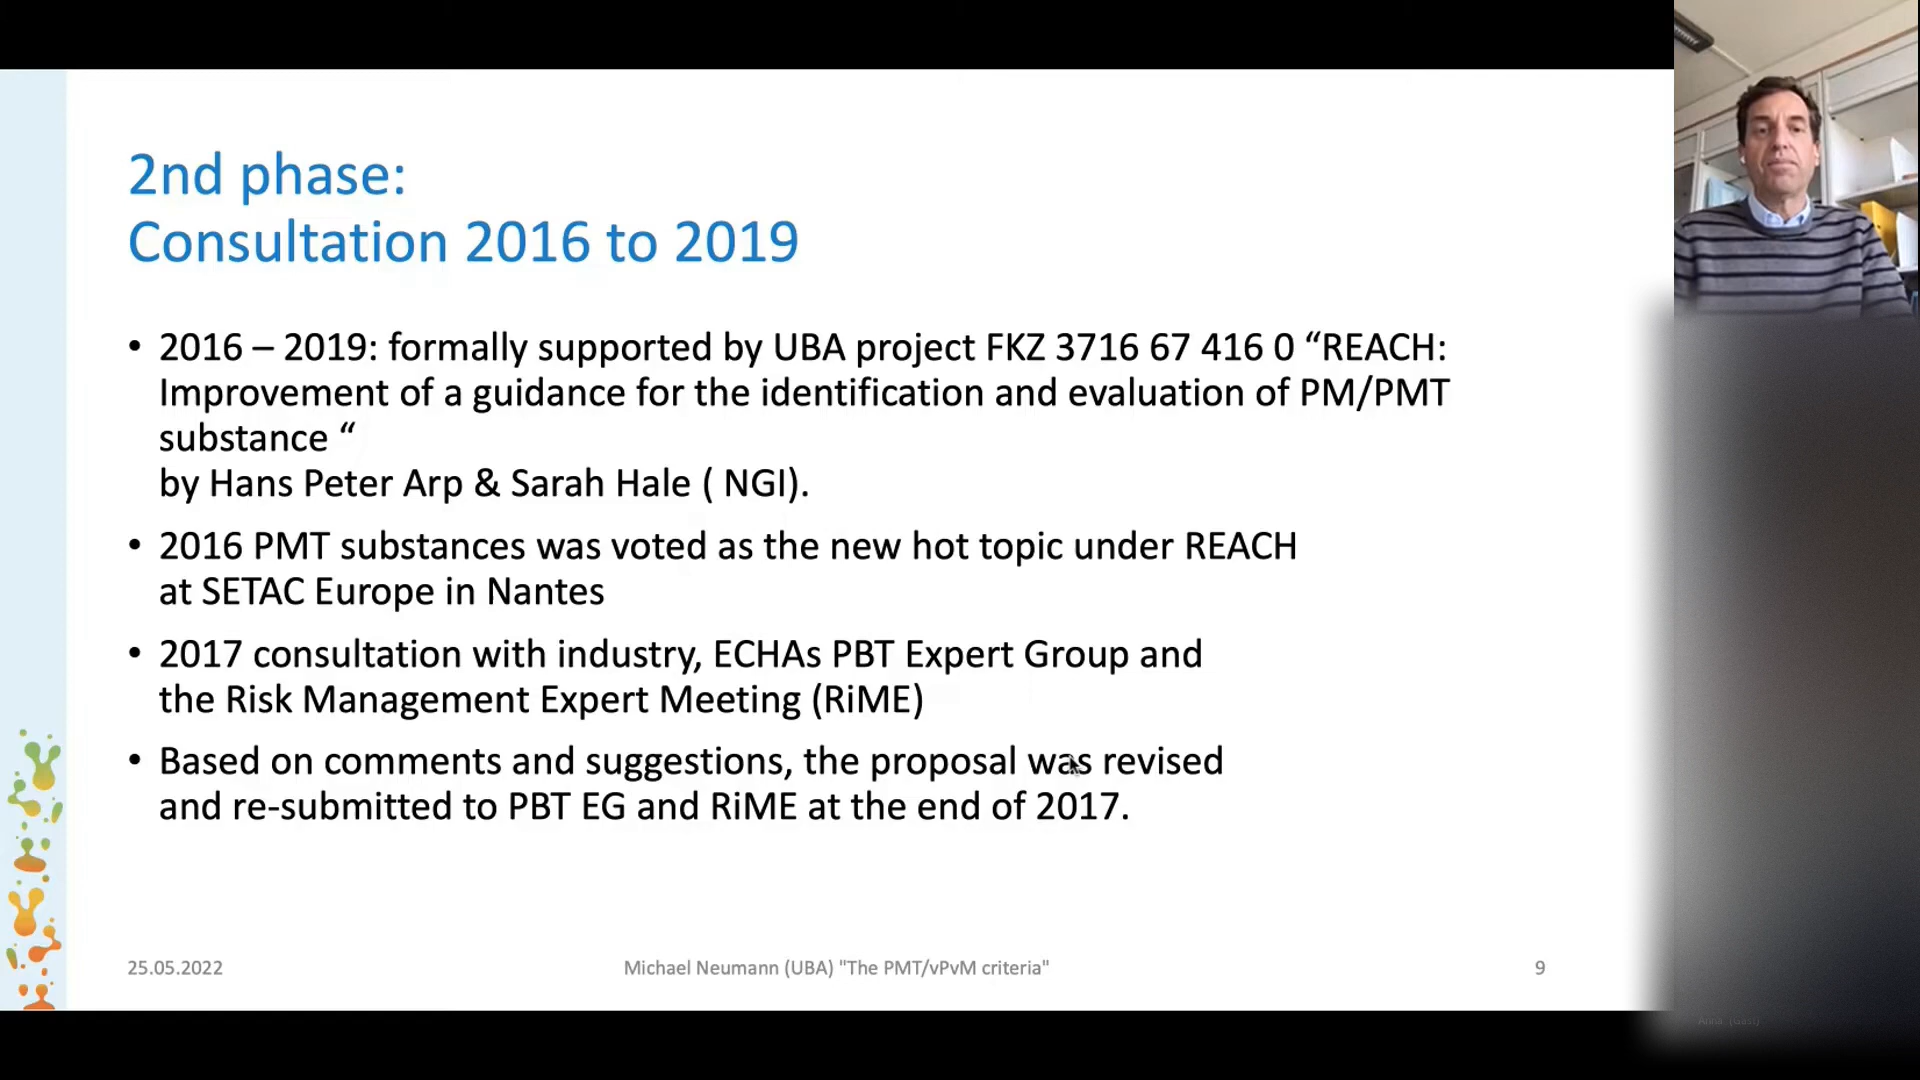 2nd phase:
Consultation 2016 to 2019
• 2016 – 2019: formally supported by UBA project FKZ 3716 67 416 0 “REACH:
Improvement of a guidance for the identification and evaluation of PM/PMT
substance “
by Hans Peter Arp & Sarah Hale ( NGI).
• 2016 PMT substances was voted as the new hot topic under REACH
at SETAC Europe in Nantes
• 2017 consultation with industry, ECHAs PBT Expert Group and
the Risk Management Expert Meeting (RiME)
• Based on comments and suggestions, the proposal was revised
and re-submitted to PBT EG and RiME at the end of 2017.
25.05.2022
Michael Neumann (UBA) "The PMT/vPvM criteria"
9